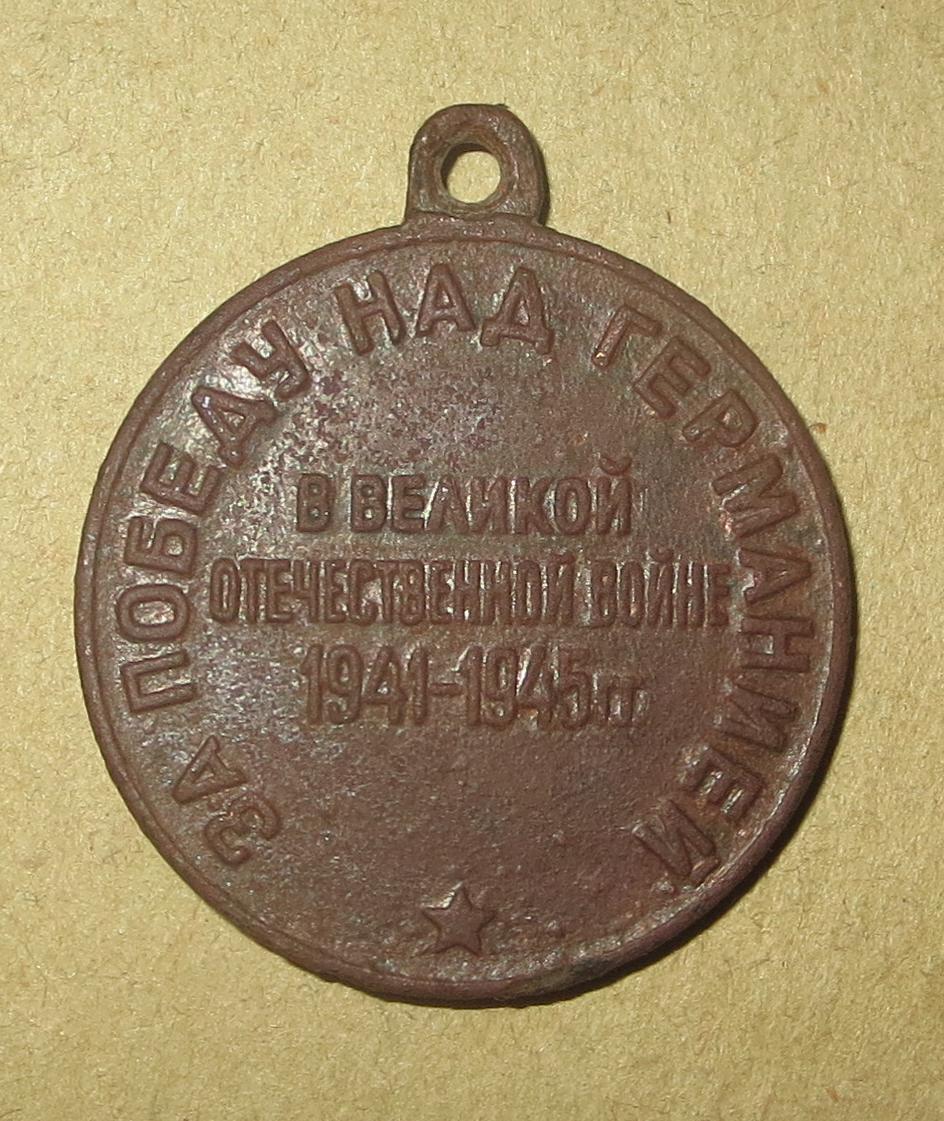 ЗА ПОБЕДУ НАД ГЕРМАНИЕЙ
В ВЕЛИКОЙ
ОТЕЧЕСТВЕННОЙ ВОЙНЕ
1941-1945 гг